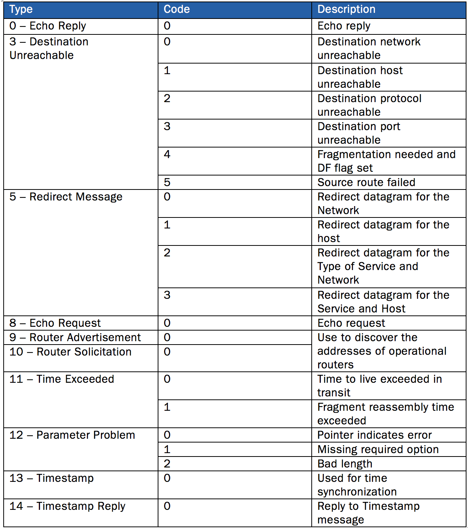 Type Code Description
0 – Echo Reply 0 Echo reply
3 – Destination 0 Destination network
Unreachable unreachable
1 Destination host
unreachable
2 Destination protocol
unreachable
3 Destination port
unreachable
4 Fragmentation needed and
DF flag set
5 Source route failed
5 – Redirect Message 0 Redirect datagram for the
Network
1 Redirect datagram for the
host
2 Redirect datagram for the
Type of Service and
Network
3 Redirect datagram for the
Service and Host
8 – Echo Request 0 Echo request
9 – Router Advertisement 0 Use to discover the
10 – Router Solicitation 0 addresses of operational
routers
11 – Time Exceeded 0 Time to live exceeded in
transit
1 Fragment reassembly time
exceeded
12 – Parameter Problem 0 Pointer indicates error
1 Missing required option
2 Bad length
13 – Timestamp 0 Used for time
synchronization
14 – Timestamp Reply 0 Reply to Timestamp
message